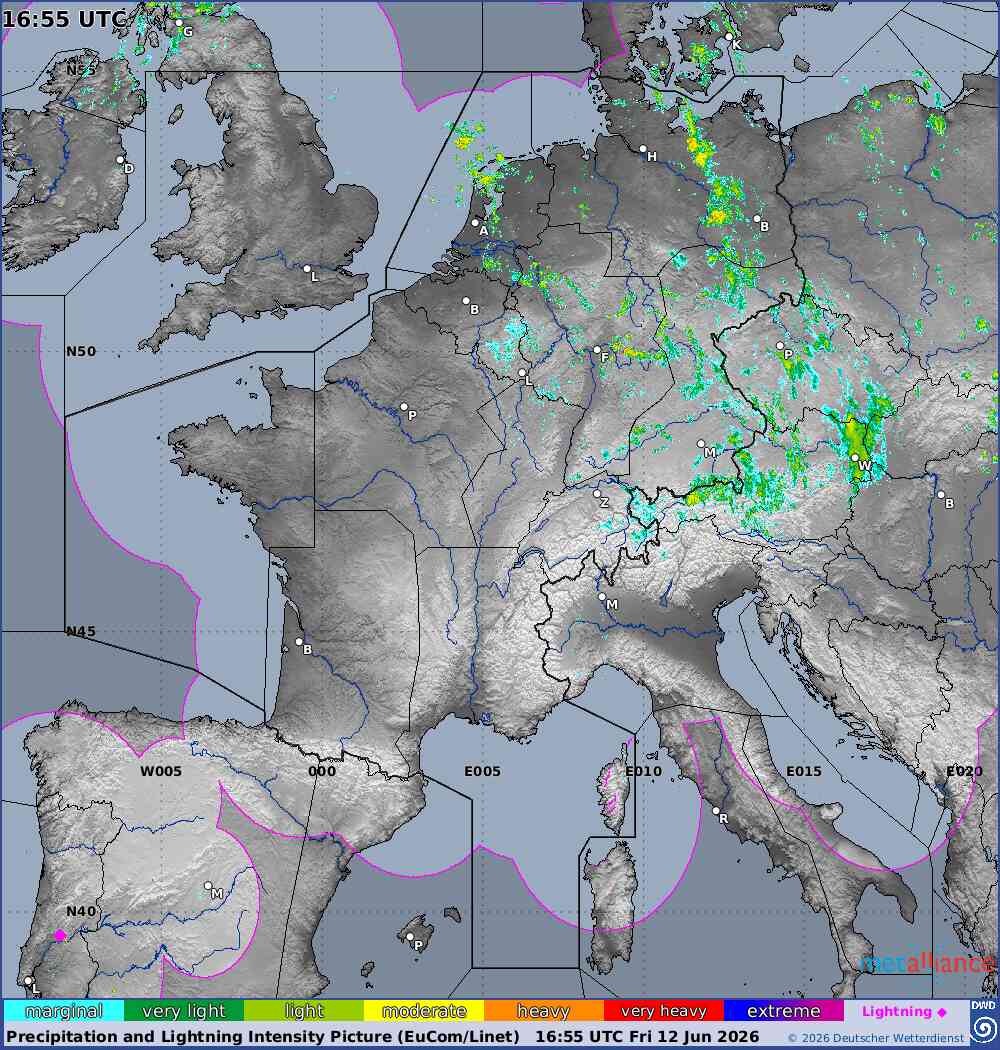 16:55 UTC
G
K
N55
H
D
A
B
L
B
N50
F
P
L
P
M
W
Z
B
M
N45
B
W005
000
E005
E010
E015
E020
R
M
N40
P
L
metalliance
marginal very light light moderate heavy very heavy extreme Lightning ◆
DWD
Precipitation and Lightning Intensity Picture (EuCom/Linet) 16:55 UTC Fri 12 Jun 2026 © 2026 Deutscher Wetterdienst